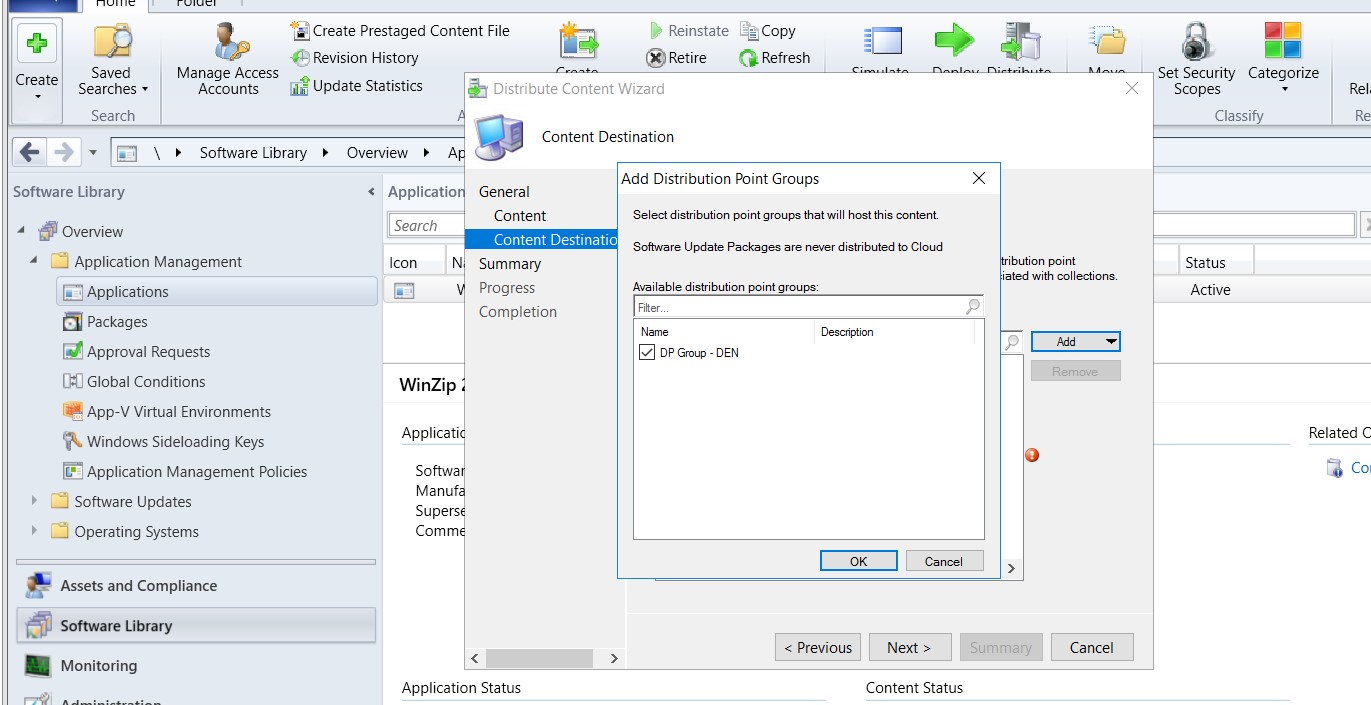 Home
Folder
Create
Saved Searches
Search
Manage Access Accounts
Create Prestaged Content File
Revision History
Update Statistics
Create
Reinstate
Retire
Copy
Refresh
Simulate
Deploy
Distribute
Move
Set Security Scopes
Categorize
Classify
Rela
Re
\ Software Library Overview Ap
Software Library
Overview
Application Management
Applications
Packages
Approval Requests
Global Conditions
App-V Virtual Environments
Windows Sideloading Keys
Application Management Policies
Software Updates
Operating Systems
Assets and Compliance
Software Library
Monitoring
Administration
Application
Search
Icon
Na
Status
W
Active
WinZip 2
Applicatio
Softwar
Manufa
Superse
Comme
Related O
Co
Distribute Content Wizard
Content Destination
General
Content
Content Destinatio
Summary
Progress
Completion
tribution point
iated with collections.
Add
Remove
Add Distribution Point Groups
Select distribution point groups that will host this content.
Software Update Packages are never distributed to Cloud
Available distribution point groups:
Filter...
Name Description
DP Group - DEN
OK Cancel
< Previous Next > Summary Cancel
Application Status
Content Status